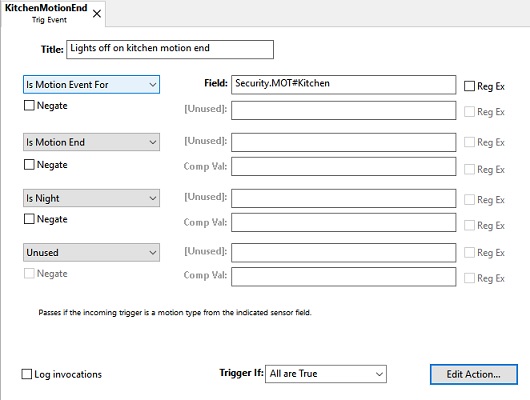 KitchenMotionEnd
Trig Event
Title: Lights off on kitchen motion end
Is Motion Event For Field: Security.MOT#Kitchen Reg Ex
Negate [Unused]: Reg Ex
Is Motion End [Unused]: Reg Ex
Negate Comp Val: Reg Ex
Is Night [Unused]: Reg Ex
Negate Comp Val: Reg Ex
Unused [Unused]: Reg Ex
Negate Comp Val: Reg Ex
Passes if the incoming trigger is a motion type from the indicated sensor field.
Log invocations Trigger If: All are True Edit Action...